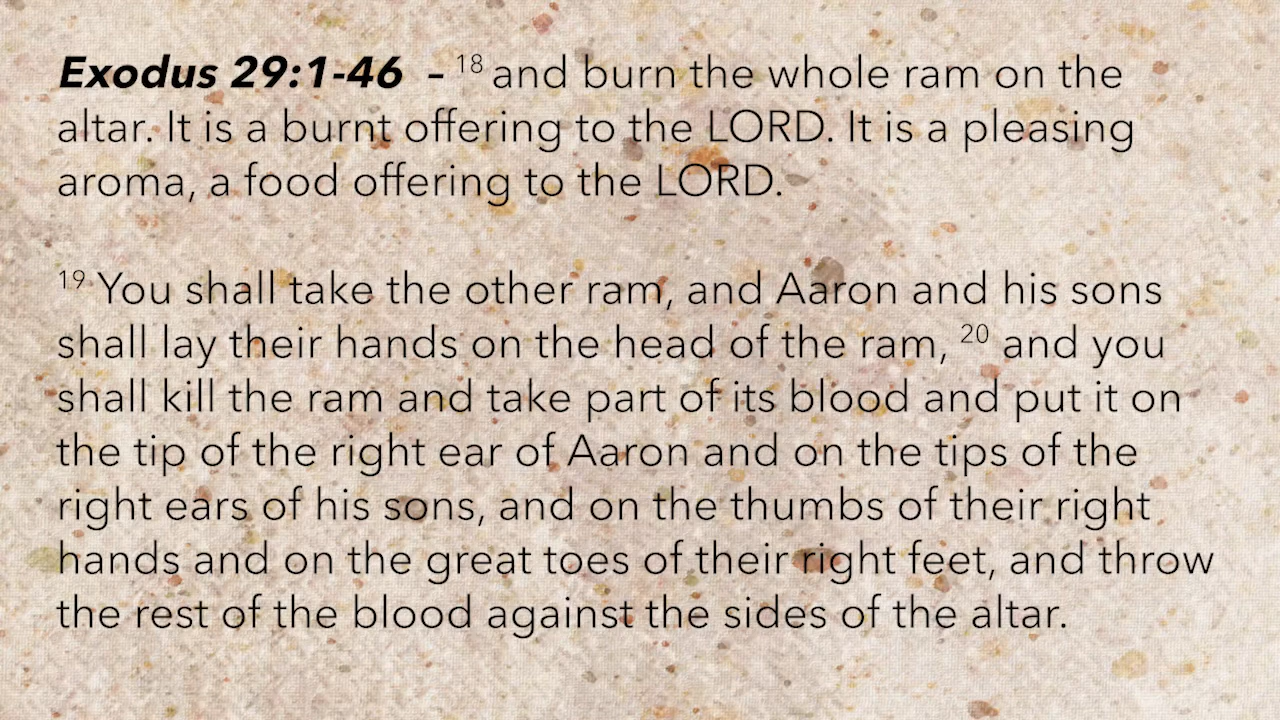 Exodus 29:1-46 – 18 and burn the whole ram on the
altar. It is a burnt offering to the LORD. It is a pleasing
aroma, a food offering to the LORD.
19 You shall take the other ram, and Aaron and his sons
shall lay their hands on the head of the ram, 20 and you
shall kill the ram and take part of its blood and put it on
the tip of the right ear of Aaron and on the tips of the
right ears of his sons, and on the thumbs of their right
hands and on the great toes of their right feet, and throw
the rest of the blood against the sides of the altar.